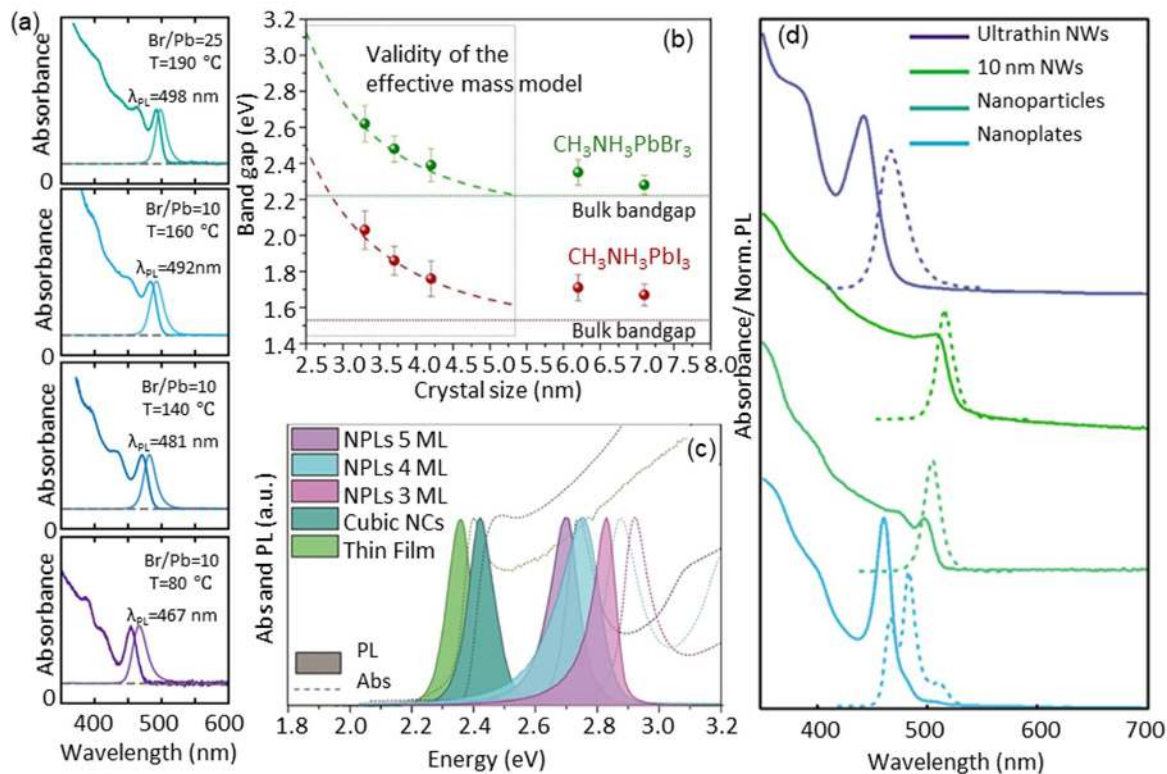 (a)
Br/Pb=25
T=190 °C
λPL=498 nm
Absorbance
0
Br/Pb=10
T=160 °C
λPL=492nm
Absorbance
0
Br/Pb=10
T=140 °C
λPL=481 nm
Absorbance
0
Br/Pb=10
T=80 °C
λPL=467 nm
Absorbance
0
400 500 600
Wavelength (nm)
(b)
Validity of the
effective mass model
CH3NH3PbBr3
Bulk bandgap
CH3NH3PbI3
Bulk bandgap
Band gap (eV)
3.2
3.0
2.8
2.6
2.4
2.2
2.0
1.8
1.6
1.4
2.5 3.0 3.5 4.0 4.5 5.0 5.5 6.0 6.5 7.0 7.5 8.0
Crystal size (nm)
(c)
NPLs 5 ML
NPLs 4 ML
NPLs 3 ML
Cubic NCs
Thin Film
PL
Abs
Abs and PL (a.u.)
1.8 2.0 2.2 2.4 2.6 2.8 3.0 3.2
Energy (eV)
(d)
Ultrathin NWs
10 nm NWs
Nanoparticles
Nanoplates
Absorbance/ Norm. PL
400 500 600 700
Wavelength (nm)